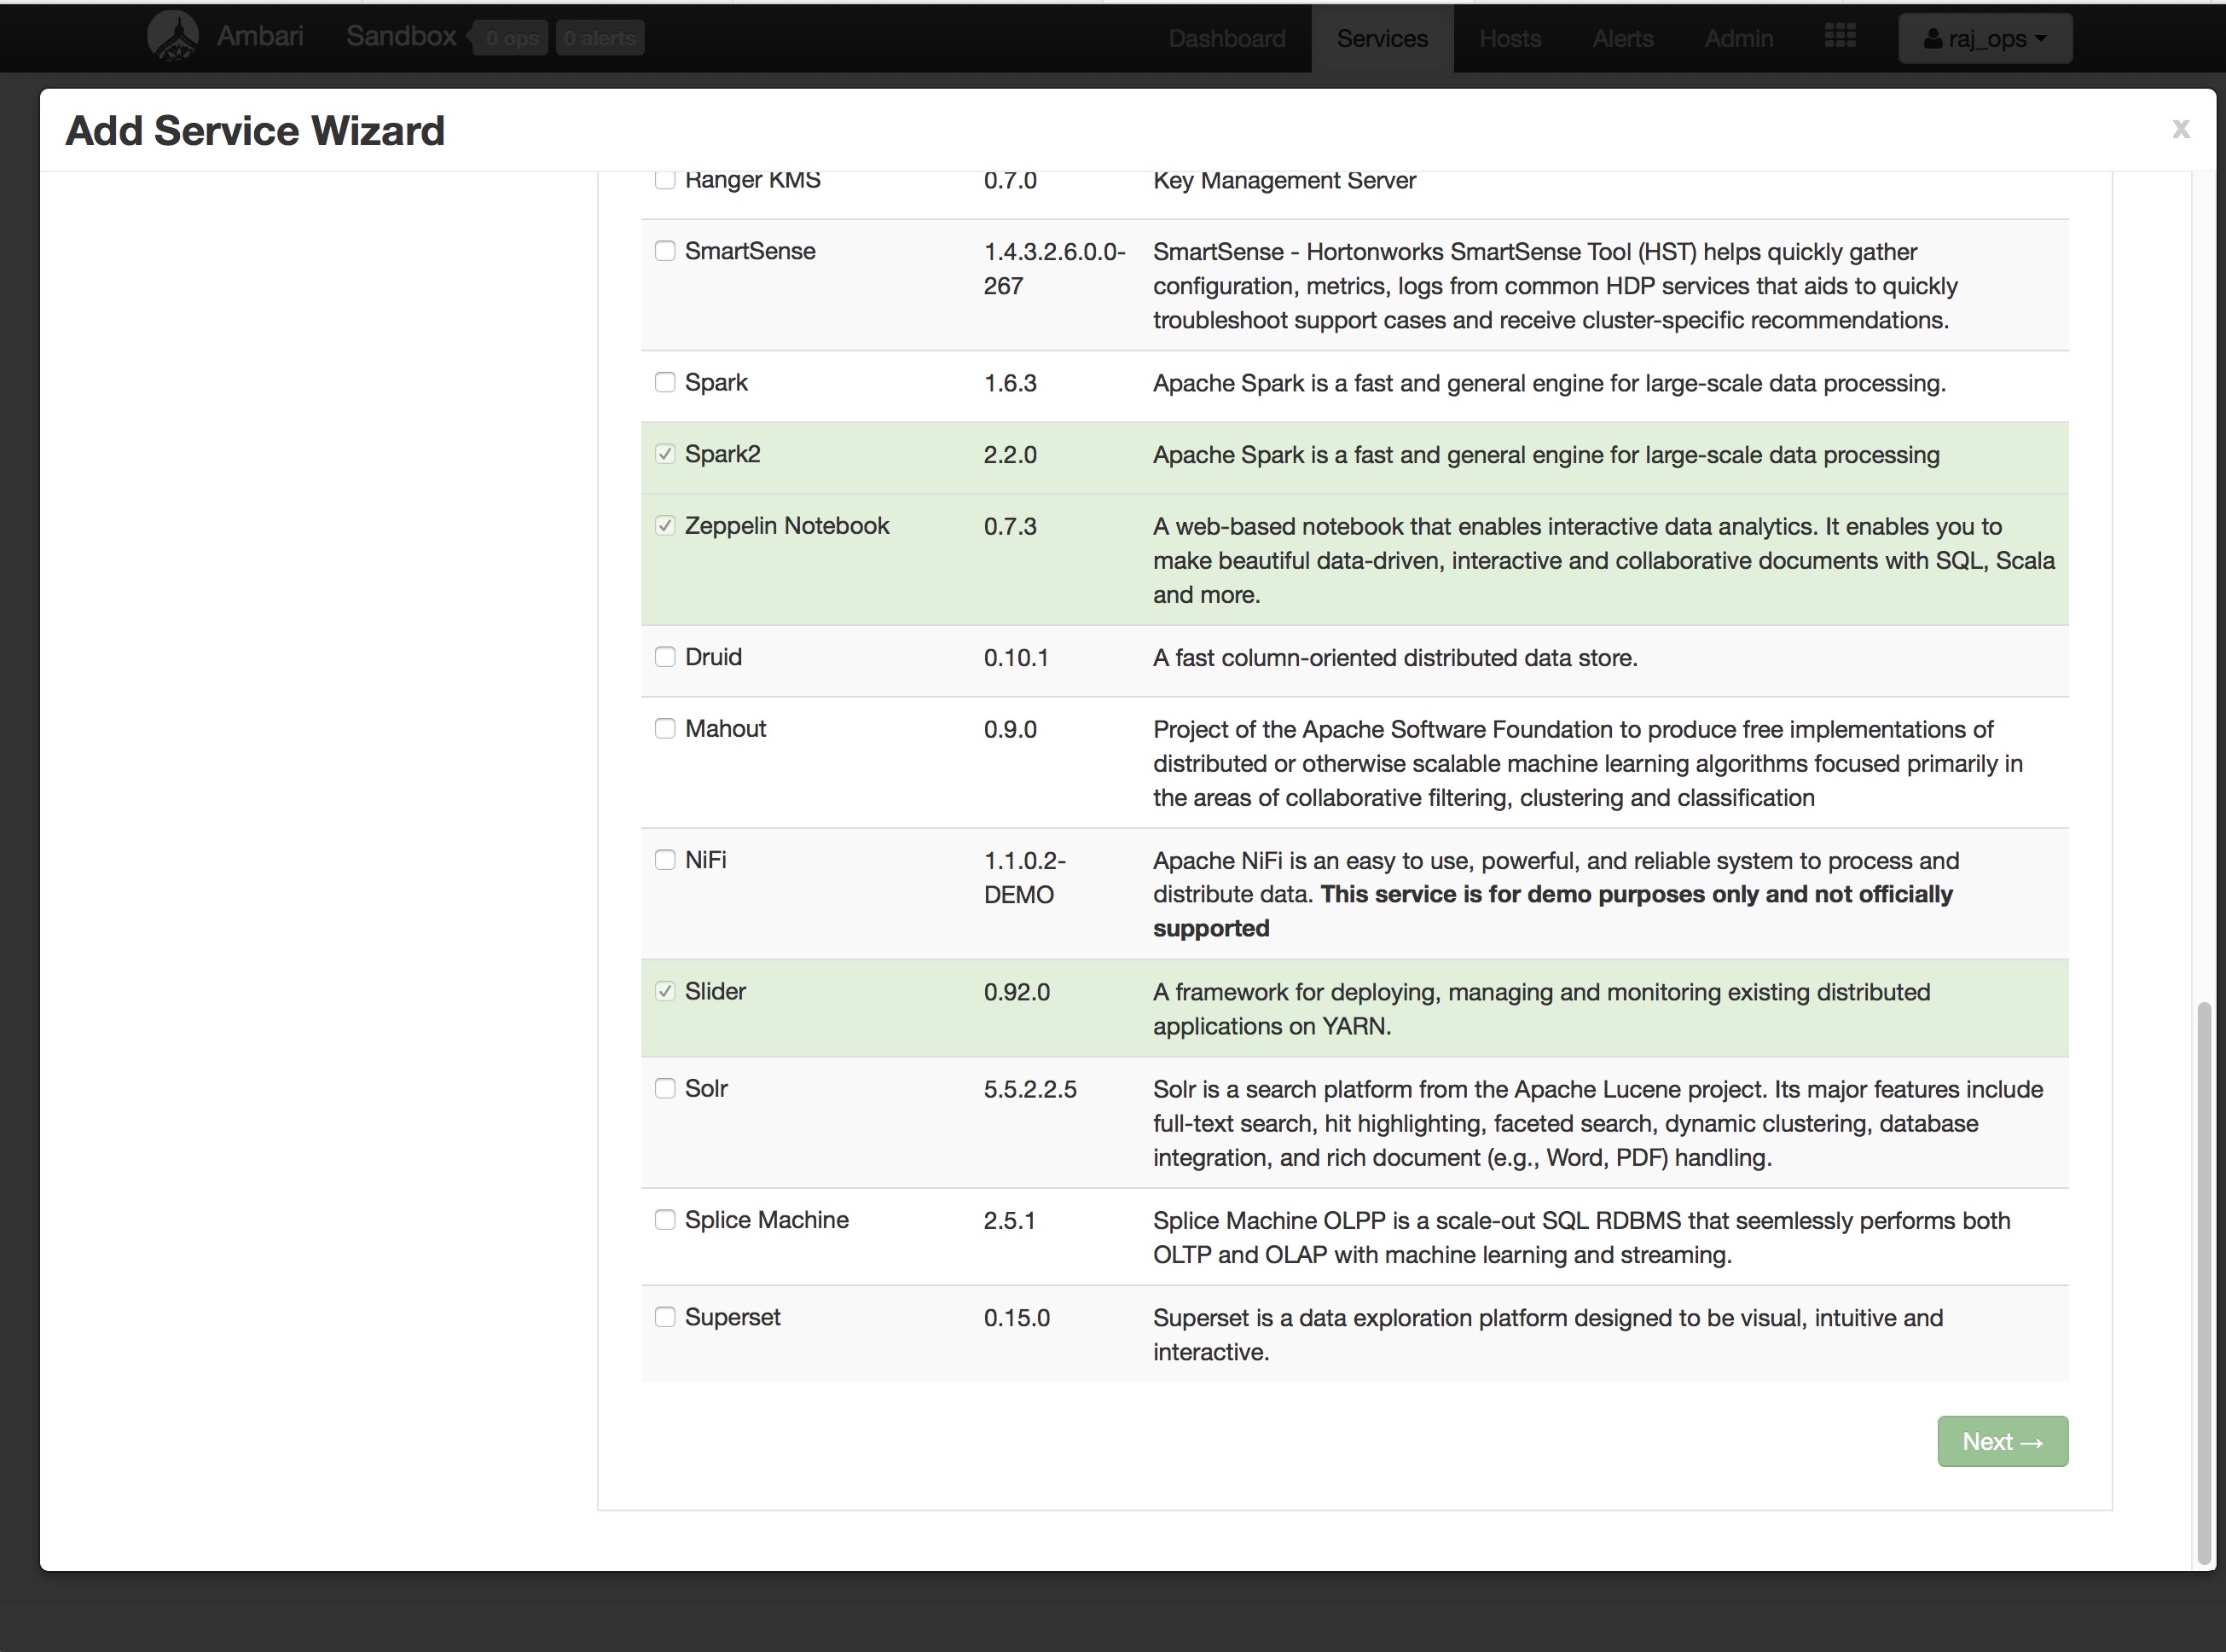 Ambari Sandbox 0 ops 0 alerts Dashboard Services Hosts Alerts Admin raj_ops
Add Service Wizard x
Ranger KMS 0.7.0 Key Management Server
SmartSense 1.4.3.2.6.0.0- SmartSense - Hortonworks SmartSense Tool (HST) helps quickly gather
267 configuration, metrics, logs from common HDP services that aids to quickly
troubleshoot support cases and receive cluster-specific recommendations.
Spark 1.6.3 Apache Spark is a fast and general engine for large-scale data processing.
Spark2 2.2.0 Apache Spark is a fast and general engine for large-scale data processing
Zeppelin Notebook 0.7.3 A web-based notebook that enables interactive data analytics. It enables you to
make beautiful data-driven, interactive and collaborative documents with SQL, Scala
and more.
Druid 0.10.1 A fast column-oriented distributed data store.
Mahout 0.9.0 Project of the Apache Software Foundation to produce free implementations of
distributed or otherwise scalable machine learning algorithms focused primarily in
the areas of collaborative filtering, clustering and classification
NiFi 1.1.0.2- Apache NiFi is an easy to use, powerful, and reliable system to process and
DEMO distribute data. This service is for demo purposes only and not officially
supported
Slider 0.92.0 A framework for deploying, managing and monitoring existing distributed
applications on YARN.
Solr 5.5.2.2.5 Solr is a search platform from the Apache Lucene project. Its major features include
full-text search, hit highlighting, faceted search, dynamic clustering, database
integration, and rich document (e.g., Word, PDF) handling.
Splice Machine 2.5.1 Splice Machine OLPP is a scale-out SQL RDBMS that seemlessly performs both
OLTP and OLAP with machine learning and streaming.
Superset 0.15.0 Superset is a data exploration platform designed to be visual, intuitive and
interactive.
Next →